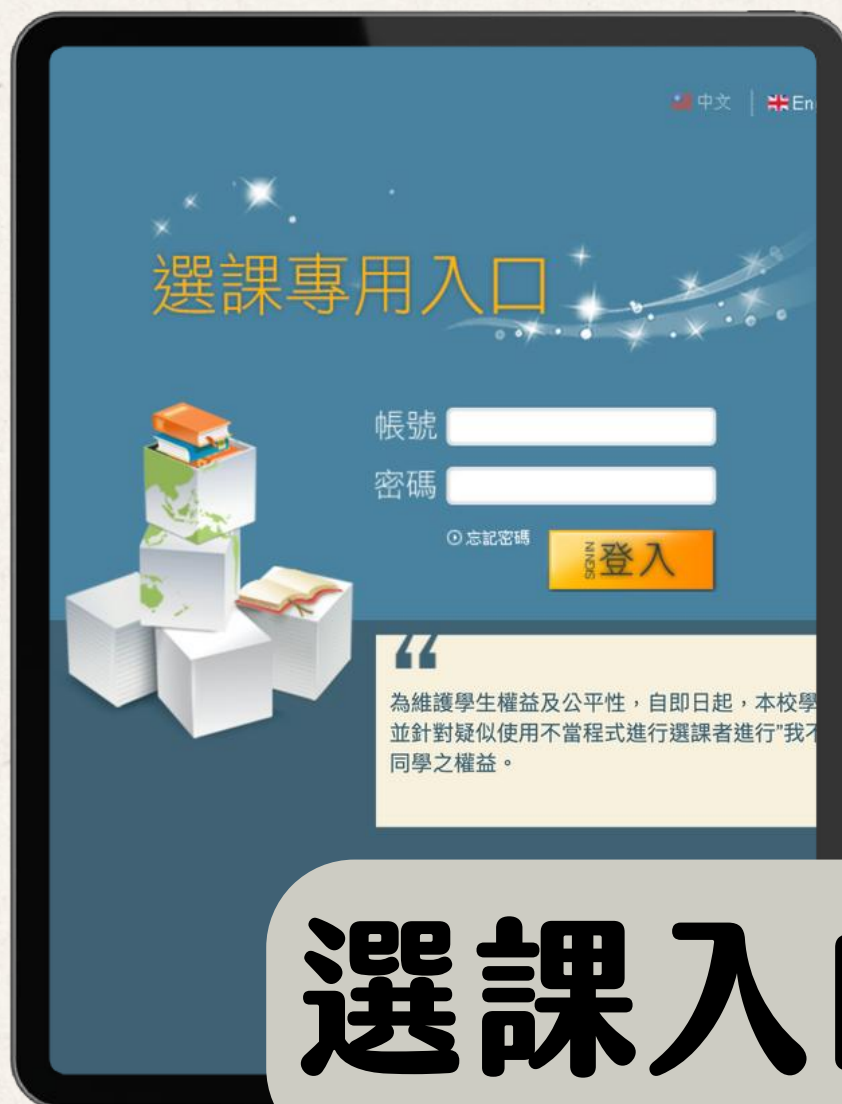 中文 | En
選課專用入口
帳號
密碼
忘記密碼
SIGN IN 登入
“
為維護學生權益及公平性，自即日起，本校學
並針對疑似使用不當程式進行選課者進行"我不
同學之權益。
選課入